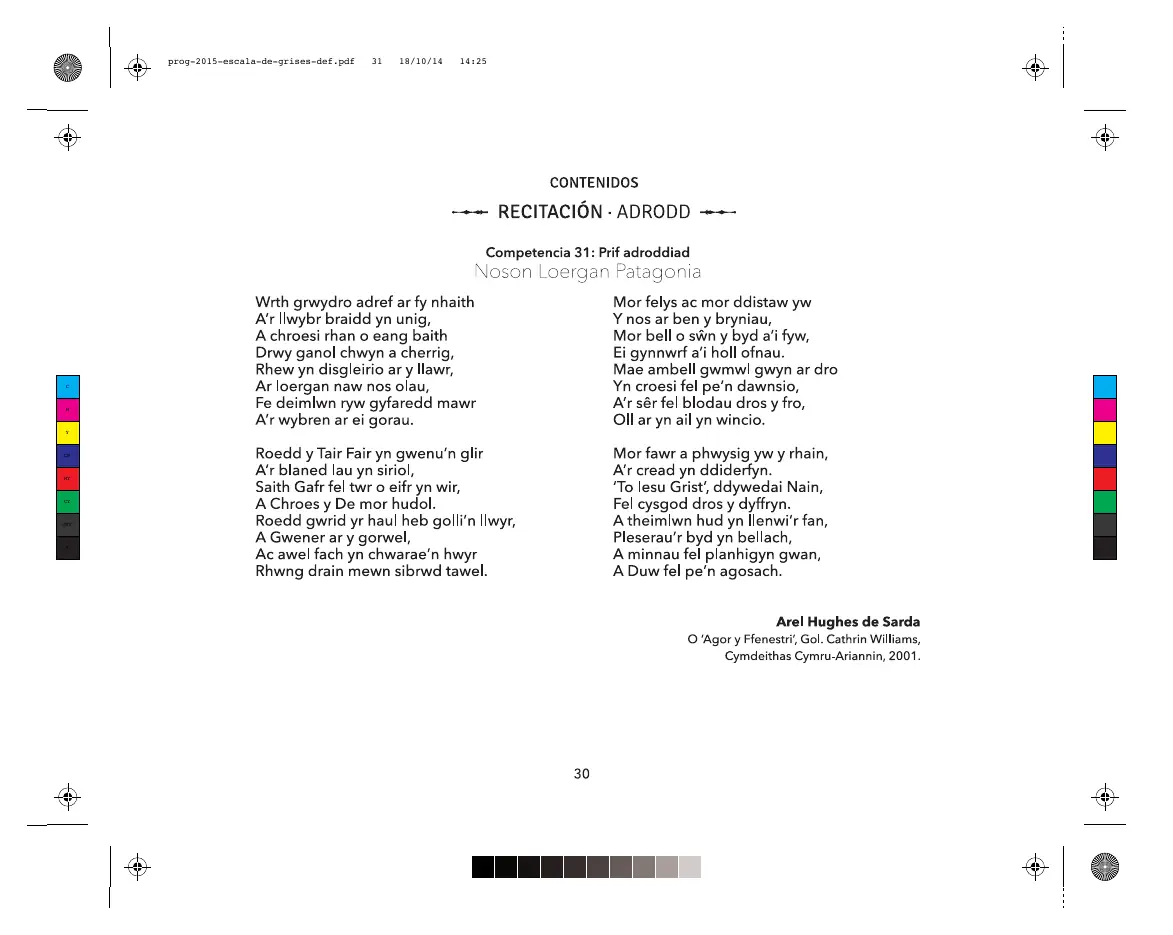 prog-2015-escala-de-grises-def.pdf 31 18/10/14 14:25
CONTENIDOS
RECITACIÓN · ADRODD
Competencia 31: Prif adroddiad
Noson Loergan Patagonia
Wrth grwydro adref ar fy nhaith
A’r llwybr braidd yn unig,
A chroesi rhan o eang baith
Drwy ganol chwyn a cherrig,
Rhew yn disgleirio ar y llawr,
Ar loergan naw nos olau,
Fe deimlwn ryw gyfaredd mawr
A’r wybren ar ei gorau.
Roedd y Tair Fair yn gwenu’n glir
A’r blaned Iau yn siriol,
Saith Gafr fel twr o eifr yn wir,
A Chroes y De mor hudol.
Roedd gwrid yr haul heb golli’n llwyr,
A Gwener ar y gorwel,
Ac awel fach yn chwarae’n hwyr
Rhwng drain mewn sibrwd tawel.
Mor felys ac mor ddistaw yw
Y nos ar ben y bryniau,
Mor bell o sŵn y byd a’i fyw,
Ei gynnwrf a’i holl ofnau.
Mae ambell gwmwl gwyn ar dro
Yn croesi fel pe’n dawnsio,
A’r sêr fel blodau dros y fro,
Oll ar yn ail yn wincio.
Mor fawr a phwysig yw y rhain,
A’r cread yn ddiderfyn.
‘To Iesu Grist’, ddywedai Nain,
Fel cysgod dros y dyffryn.
A theimlwn hud yn llenwi’r fan,
Pleserau’r byd yn bellach,
A minnau fel planhigyn gwan,
A Duw fel pe’n agosach.
Arel Hughes de Sarda
O ‘Agor y Ffenestri’, Gol. Cathrin Williams,
Cymdeithas Cymru-Ariannin, 2001.
30